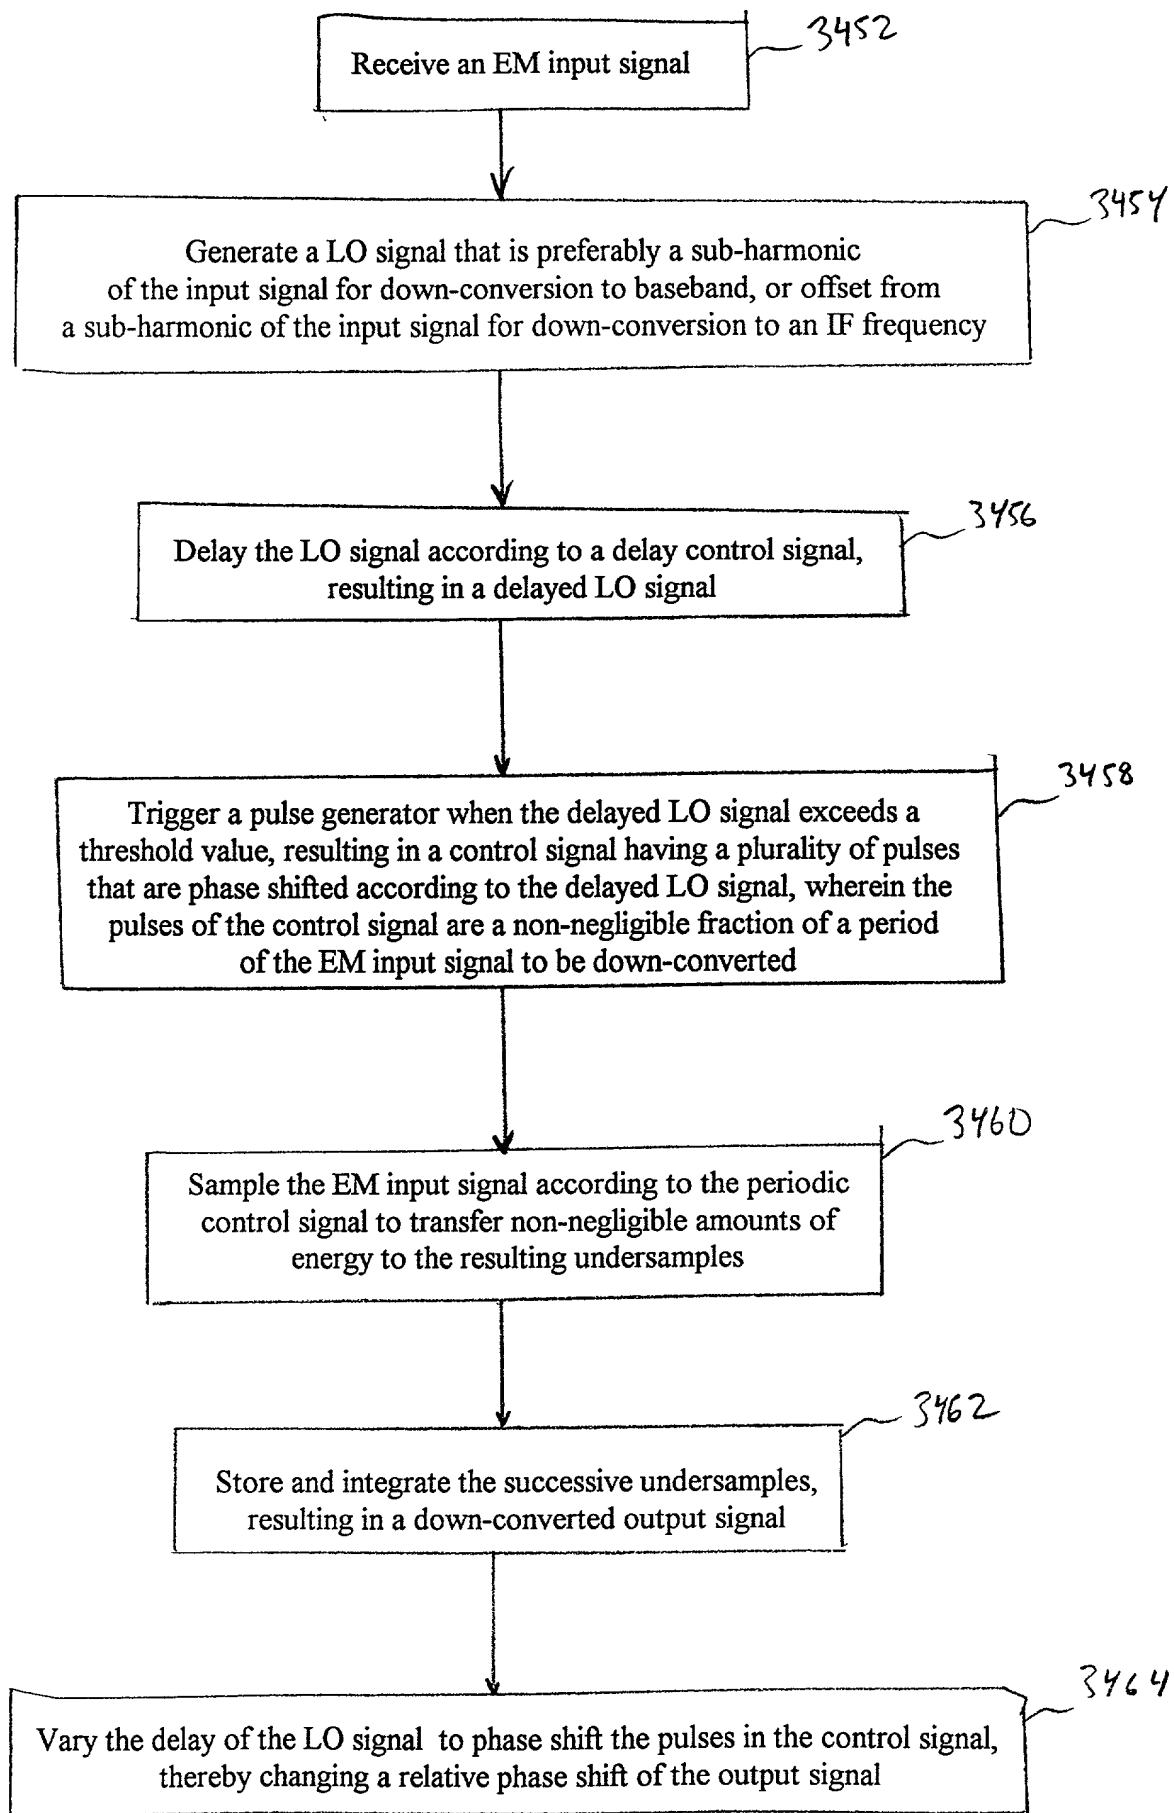 3452
Receive an EM input signal
3454
Generate a LO signal that is preferably a sub-harmonic
of the input signal for down-conversion to baseband, or offset from
a sub-harmonic of the input signal for down-conversion to an IF frequency
3456
Delay the LO signal according to a delay control signal,
resulting in a delayed LO signal
3458
Trigger a pulse generator when the delayed LO signal exceeds a
threshold value, resulting in a control signal having a plurality of pulses
that are phase shifted according to the delayed LO signal, wherein the
pulses of the control signal are a non-negligible fraction of a period
of the EM input signal to be down-converted
3460
Sample the EM input signal according to the periodic
control signal to transfer non-negligible amounts of
energy to the resulting undersamples
3462
Store and integrate the successive undersamples,
resulting in a down-converted output signal
3464
Vary the delay of the LO signal to phase shift the pulses in the control signal,
thereby changing a relative phase shift of the output signal